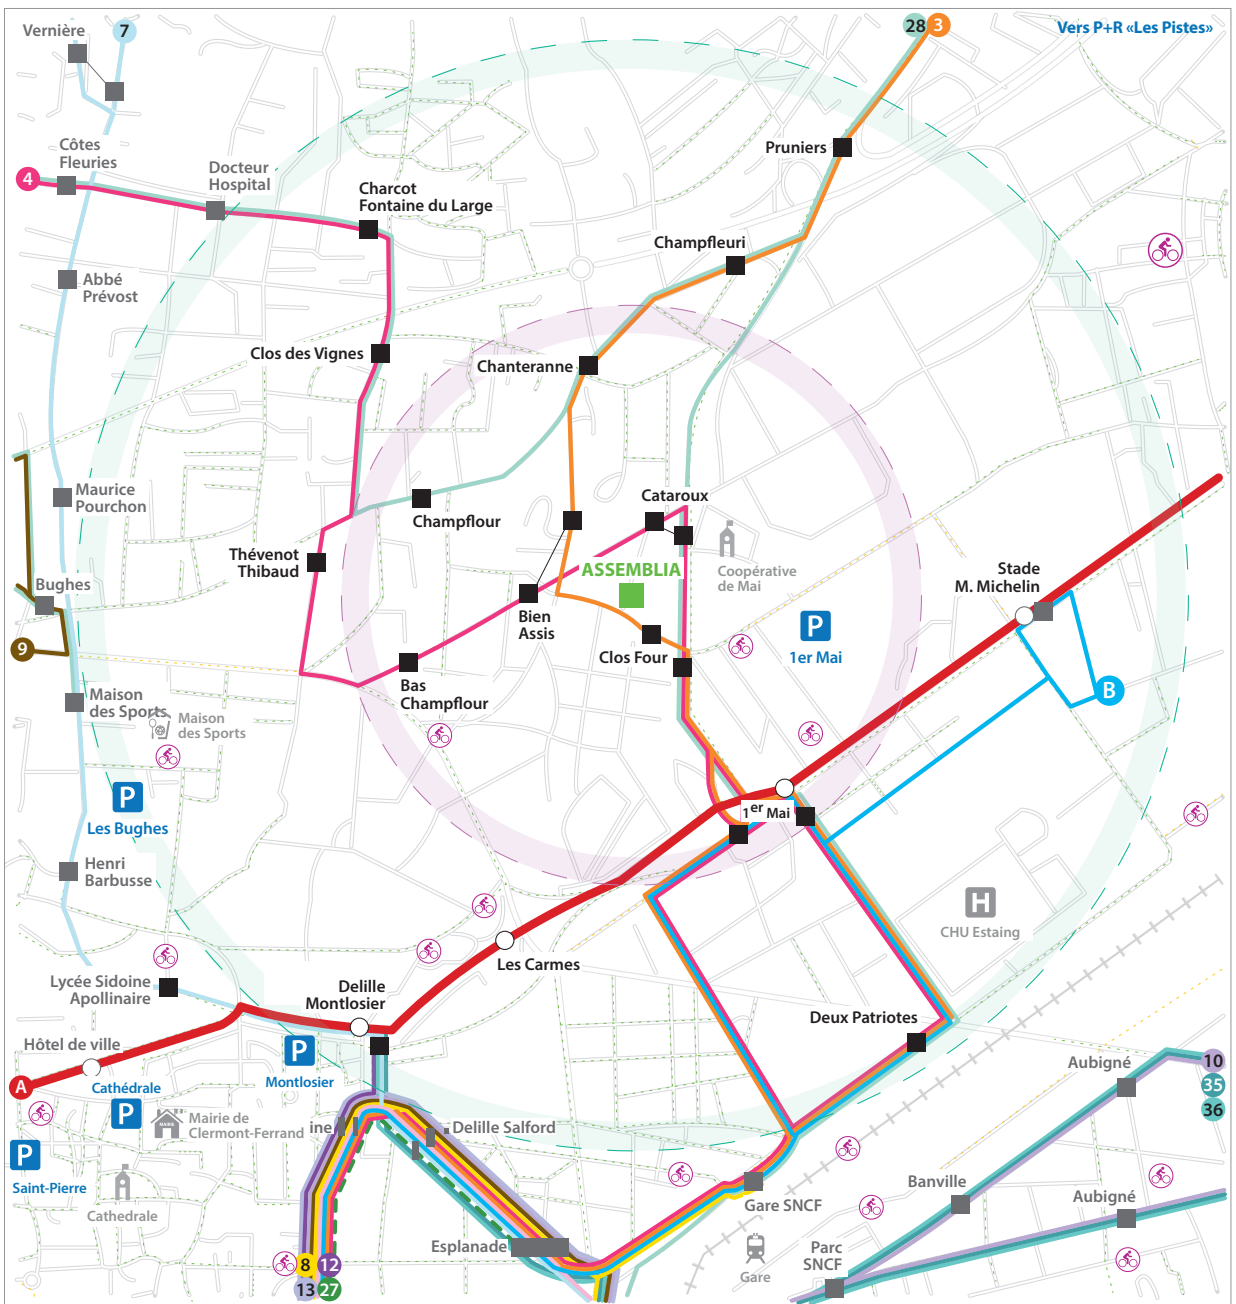 Vernière
7
28 3
Vers P+R «Les Pistes»
Côtes
Fleuries
4
Docteur
Hospital
Charcot
Fontaine du Large
Pruniers
Champfleuri
Abbé
Prévost
Clos des Vignes
Chanteranne
Maurice
Pourchon
Champflour
Cataroux
Thévenot
Thibaud
ASSEMBLIA
Coopérative
de Mai
Stade
M. Michelin
Bughes
Bien
Assis
P
1er Mai
9
Clos Four
Bas
Champflour
B
Maison
des Sports
Maison
des Sports
P
Les Bughes
1er Mai
Henri
Barbusse
H
CHU Estaing
Les Carmes
Lycée Sidoine
Apollinaire
Delille
Montlosier
Deux Patriotes
Hôtel de ville
A
Cathédrale
P
P
Montlosier
Aubigné
10
35
36
MAIRIE
Mairie de
Clermont-Ferrand
ine
Delille Salford
P
Saint-Pierre
Cathedrale
Gare SNCF
Banville
Aubigné
Esplanade
Gare
Parc
SNCF
8 12
13 27